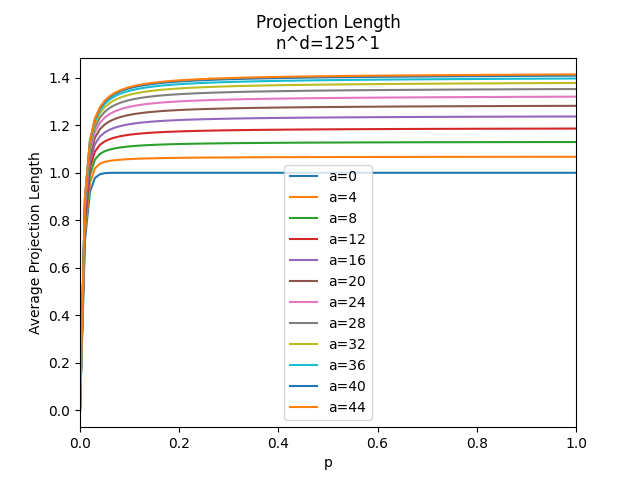 Projection Length
n^d=125^1
Average Projection Length
1.4
1.2
1.0
0.8
0.6
0.4
0.2
0.0
a=0
a=4
a=8
a=12
a=16
a=20
a=24
a=28
a=32
a=36
a=40
a=44
0.0 0.2 0.4 0.6 0.8 1.0
p